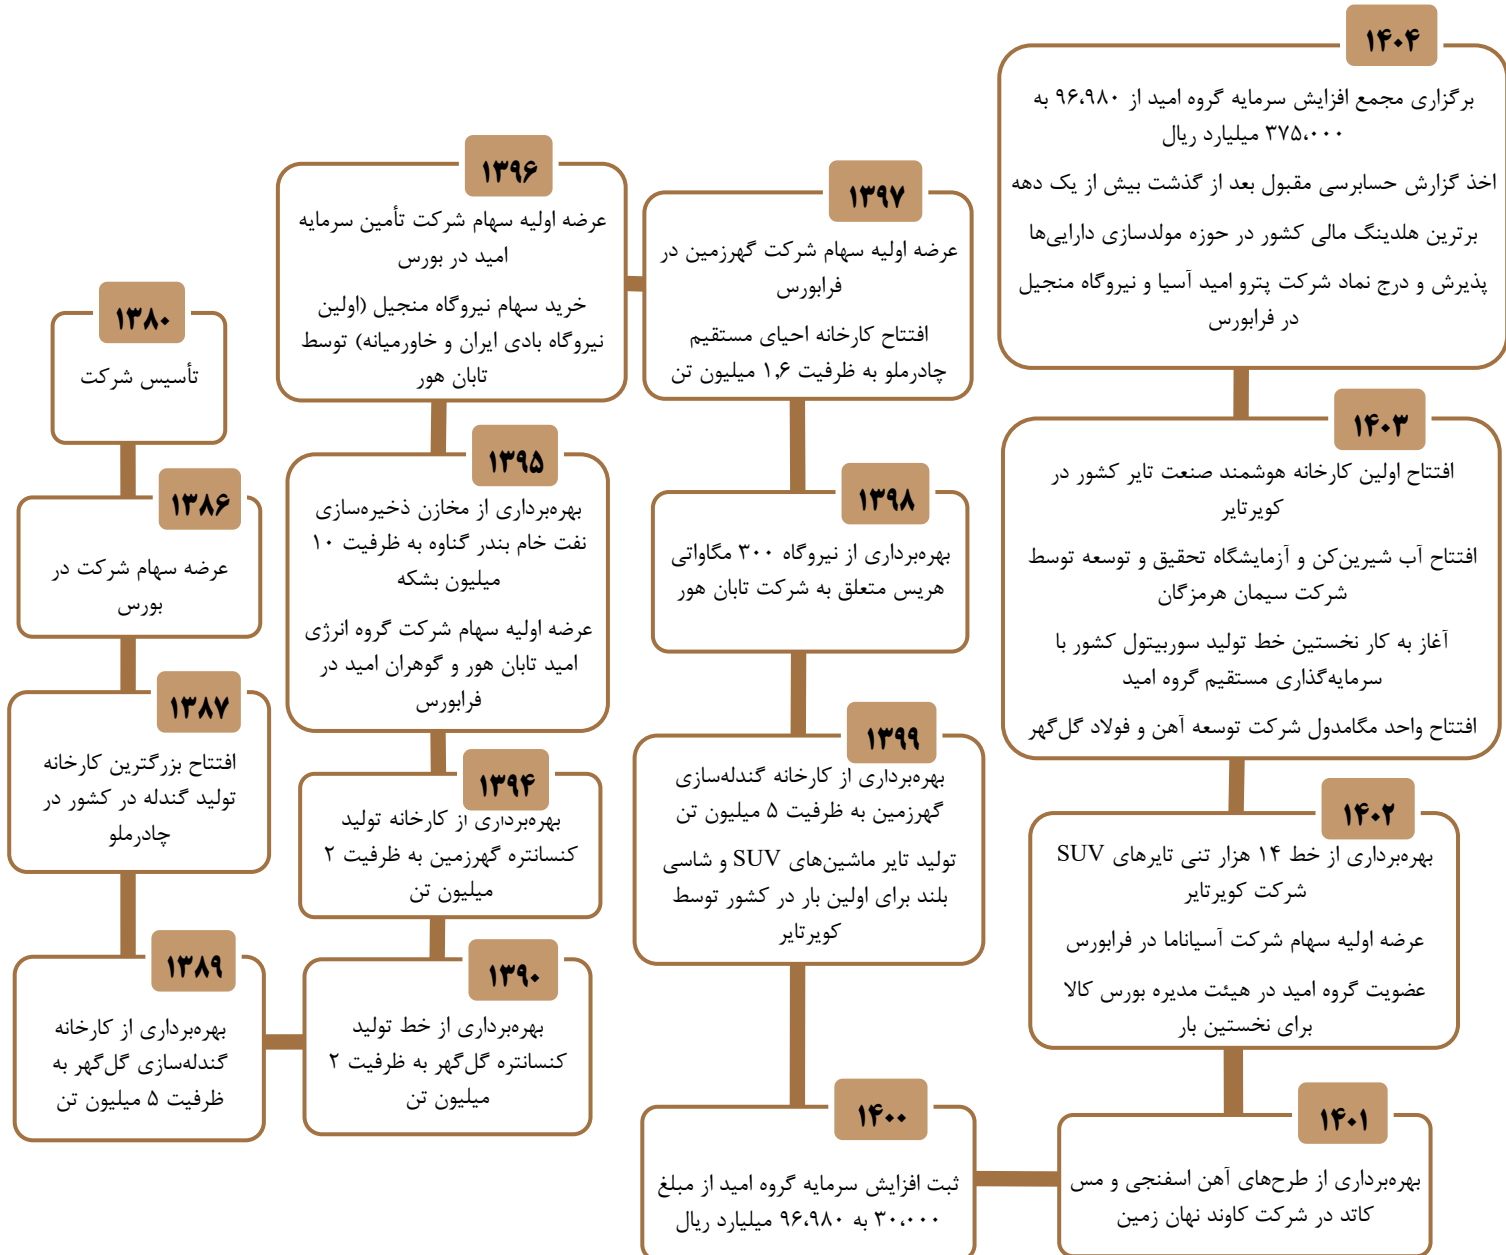 ۱۳۸۰
تأسیس شرکت
۱۳۸۶
عرضه سهام شرکت در
بورس
۱۳۸۷
افتتاح بزرگترین کارخانه
تولید گندله در کشور در
چادرملو
۱۳۸۹
بهره‌برداری از کارخانه
گندله‌سازی گل‌گهر به
ظرفیت ۵ میلیون تن
۱۳۹۰
بهره‌برداری از خط تولید
کنسانتره گل‌گهر به ظرفیت ۲
میلیون تن
۱۳۹۴
بهره‌برداری از کارخانه تولید
کنسانتره گهرزمین به ظرفیت ۲
میلیون تن
۱۳۹۵
بهره‌برداری از مخازن ذخیره‌سازی
نفت خام بندر گناوه به ظرفیت ۱۰
میلیون بشکه
عرضه اولیه سهام شرکت گروه انرژی
امید تابان هور و گوهران امید در
فرابورس
۱۳۹۶
عرضه اولیه سهام شرکت تأمین سرمایه
امید در بورس
خرید سهام نیروگاه منجیل (اولین
نیروگاه بادی ایران و خاورمیانه) توسط
تابان هور
۱۳۹۷
عرضه اولیه سهام شرکت گهرزمین در
فرابورس
افتتاح کارخانه احیای مستقیم
چادرملو به ظرفیت ۱٫۶ میلیون تن
۱۳۹۸
بهره‌برداری از نیروگاه ۳۰۰ مگاواتی
هریس متعلق به شرکت تابان هور
۱۳۹۹
بهره‌برداری از کارخانه گندله‌سازی
گهرزمین به ظرفیت ۵ میلیون تن
تولید تایر ماشین‌های SUV و شاسی
بلند برای اولین بار در کشور توسط
کویرتایر
۱۴۰۰
ثبت افزایش سرمایه گروه امید از مبلغ
۳۰،۰۰۰ به ۹۶،۹۸۰ میلیارد ریال
۱۴۰۱
بهره‌برداری از طرح‌های آهن اسفنجی و مس
کاتد در شرکت کاوند نهان زمین
۱۴۰۲
بهره‌برداری از خط ۱۴ هزار تنی تایرهای SUV
شرکت کویرتایر
عرضه اولیه سهام شرکت آسیاناما در فرابورس
عضویت گروه امید در هیئت مدیره بورس کالا
برای نخستین بار
۱۴۰۳
افتتاح اولین کارخانه هوشمند صنعت تایر کشور در
کویرتایر
افتتاح آب شیرین‌کن و آزمایشگاه تحقیق و توسعه توسط
شرکت سیمان هرمزگان
آغاز به کار نخستین خط تولید سوربیتول کشور با
سرمایه‌گذاری مستقیم گروه امید
افتتاح واحد مگامدول شرکت توسعه آهن و فولاد گل‌گهر
۱۴۰۴
برگزاری مجمع افزایش سرمایه گروه امید از ۹۶،۹۸۰ به
۳۷۵،۰۰۰ میلیارد ریال
اخذ گزارش حسابرسی مقبول بعد از گذشت بیش از یک دهه
برترین هلدینگ مالی کشور در حوزه مولدسازی دارایی‌ها
پذیرش و درج نماد شرکت پترو امید آسیا و نیروگاه منجیل
در فرابورس